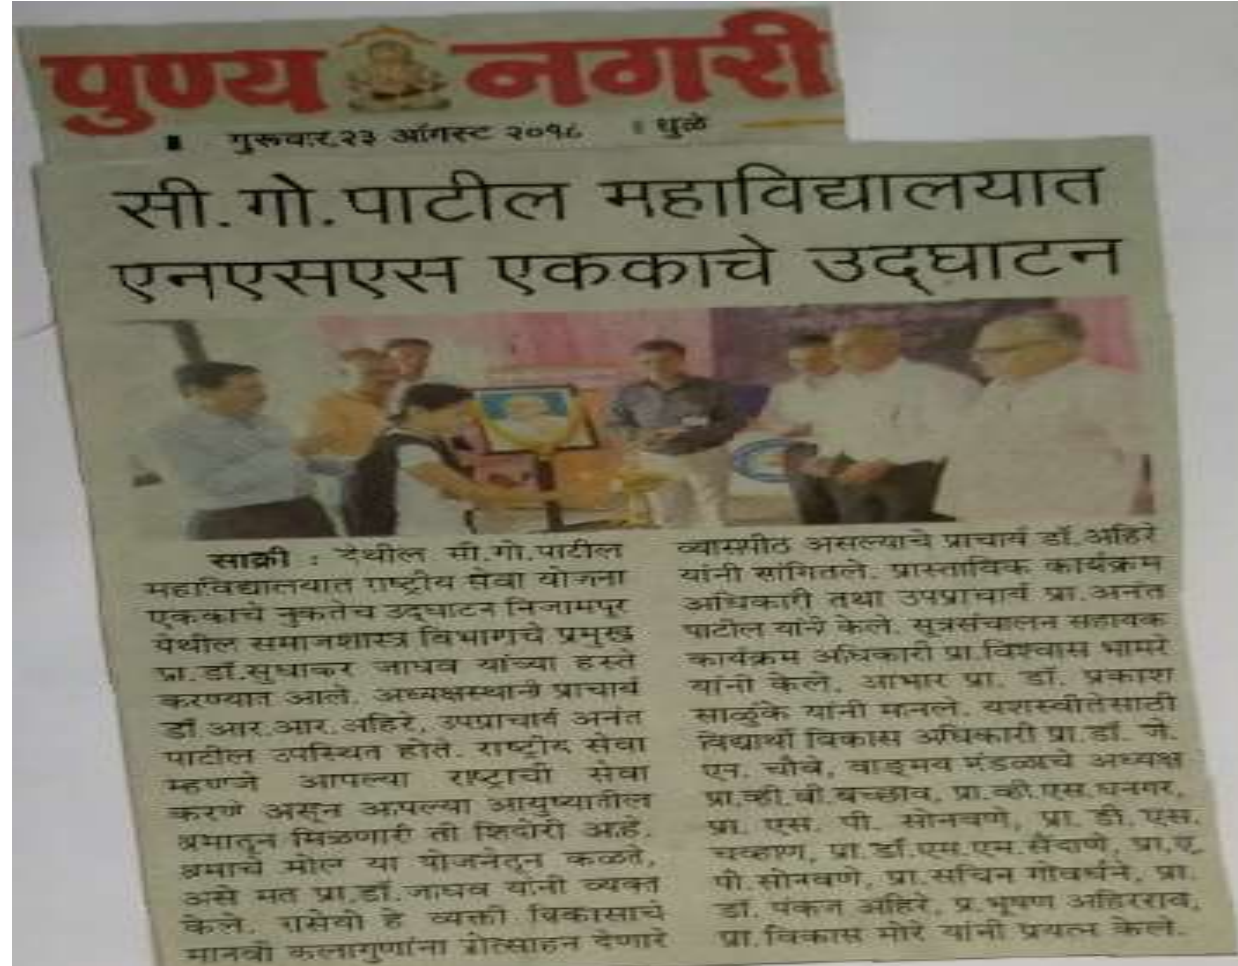 पुण्य नगरी
गुरूवार,२३ ऑगस्ट २०१८ धुळे
सी.गो.पाटील महाविद्यालयात
एनएसएस एककाचे उद्‌घाटन
साक्री : येथील सी.गो.पाटील
महाविद्यालयात राष्ट्रीय सेवा योजना
एककाचे नुकतेच उद्‌घाटन निजामपूर
येथील समाजशास्त्र विभागाचे प्रमुख
प्रा.डॉ.सुधाकर जाधव यांच्या हस्ते
करण्यात आले. अध्यक्षस्थानी प्राचार्य
डॉ.आर.आर.अहिरे, उपप्राचार्य अनंत
पाटील उपस्थित होते. राष्ट्रीय सेवा
म्हणजे आपल्या राष्ट्राची सेवा
करणे असून आपल्या आयुष्यातील
श्रमातून मिळणारी ती शिदोरी आहे.
श्रमाचे मोल या योजनेतून कळते,
असे मत प्रा.डॉ.जाधव यांनी व्यक्त
केले. रासेयो हे व्यक्ती विकासाचे
मानवी कलागुणांना प्रोत्साहन देणारे
व्यासपीठ असल्याचे प्राचार्य डॉ.अहिरे
यांनी सांगितले. प्रास्ताविक कार्यक्रम
अधिकारी तथा उपप्राचार्य प्रा.अनंत
पाटील यांनी केले. सूत्रसंचालन सहायक
कार्यक्रम अधिकारी प्रा.विश्वास भामरे
यांनी केले. आभार प्रा. डॉ. प्रकाश
साळुंके यांनी मानले. यशस्वीतेसाठी
विद्यार्थी विकास अधिकारी प्रा.डॉ. जे.
एन. चौबे, वाङ्‌मय मंडळाचे अध्यक्ष
प्रा.व्ही.बी.बच्छाव, प्रा.व्ही.एस.धनगर,
प्रा. एस. पी. सोनवणे, प्रा. डी. एस.
चव्हाण, प्रा.डॉ.एम.एम.सैंदाणे, प्रा.ए.
पी.सोनवणे, प्रा.सचिन गोवर्धने, प्रा.
डॉ. पंकज अहिरे, प्र.भूषण अहिरराव,
प्रा.विकास मोरे यांनी प्रयत्न केले.